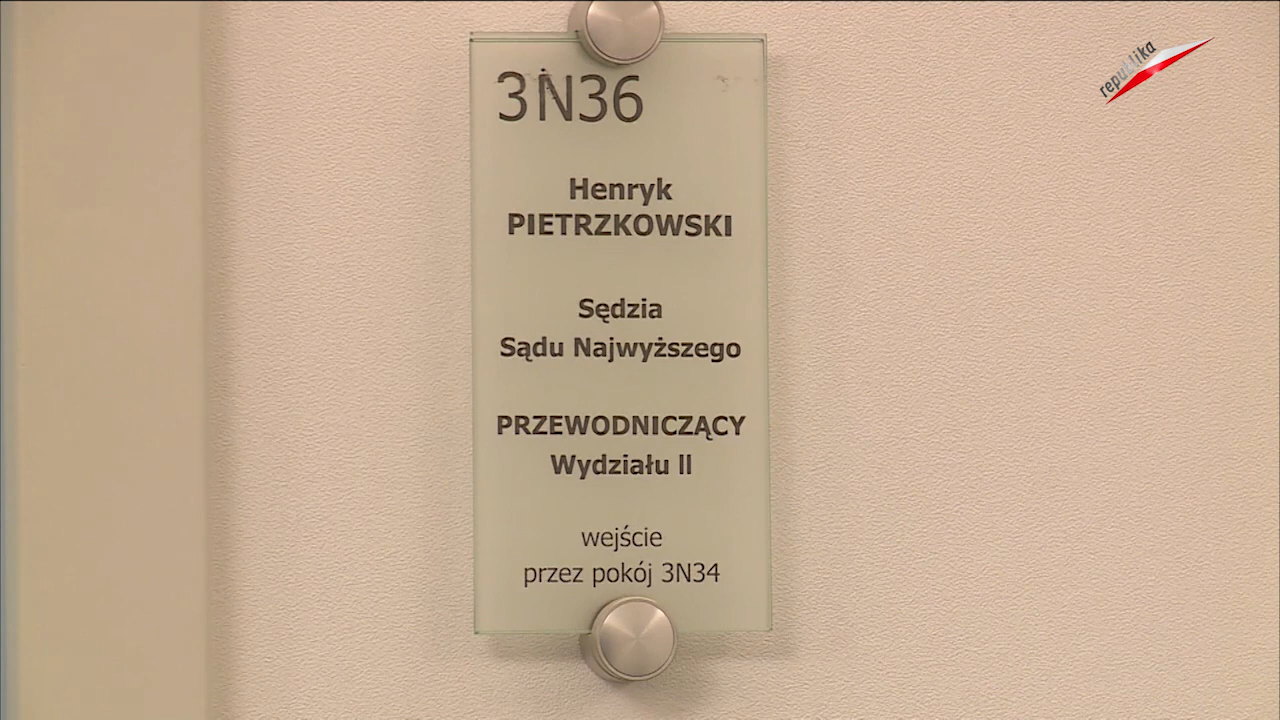 republika
3N36
Henryk
PIETRZKOWSKI
Sędzia
Sądu Najwyższego
PRZEWODNICZĄCY
Wydziału II
wejście
przez pokój 3N34